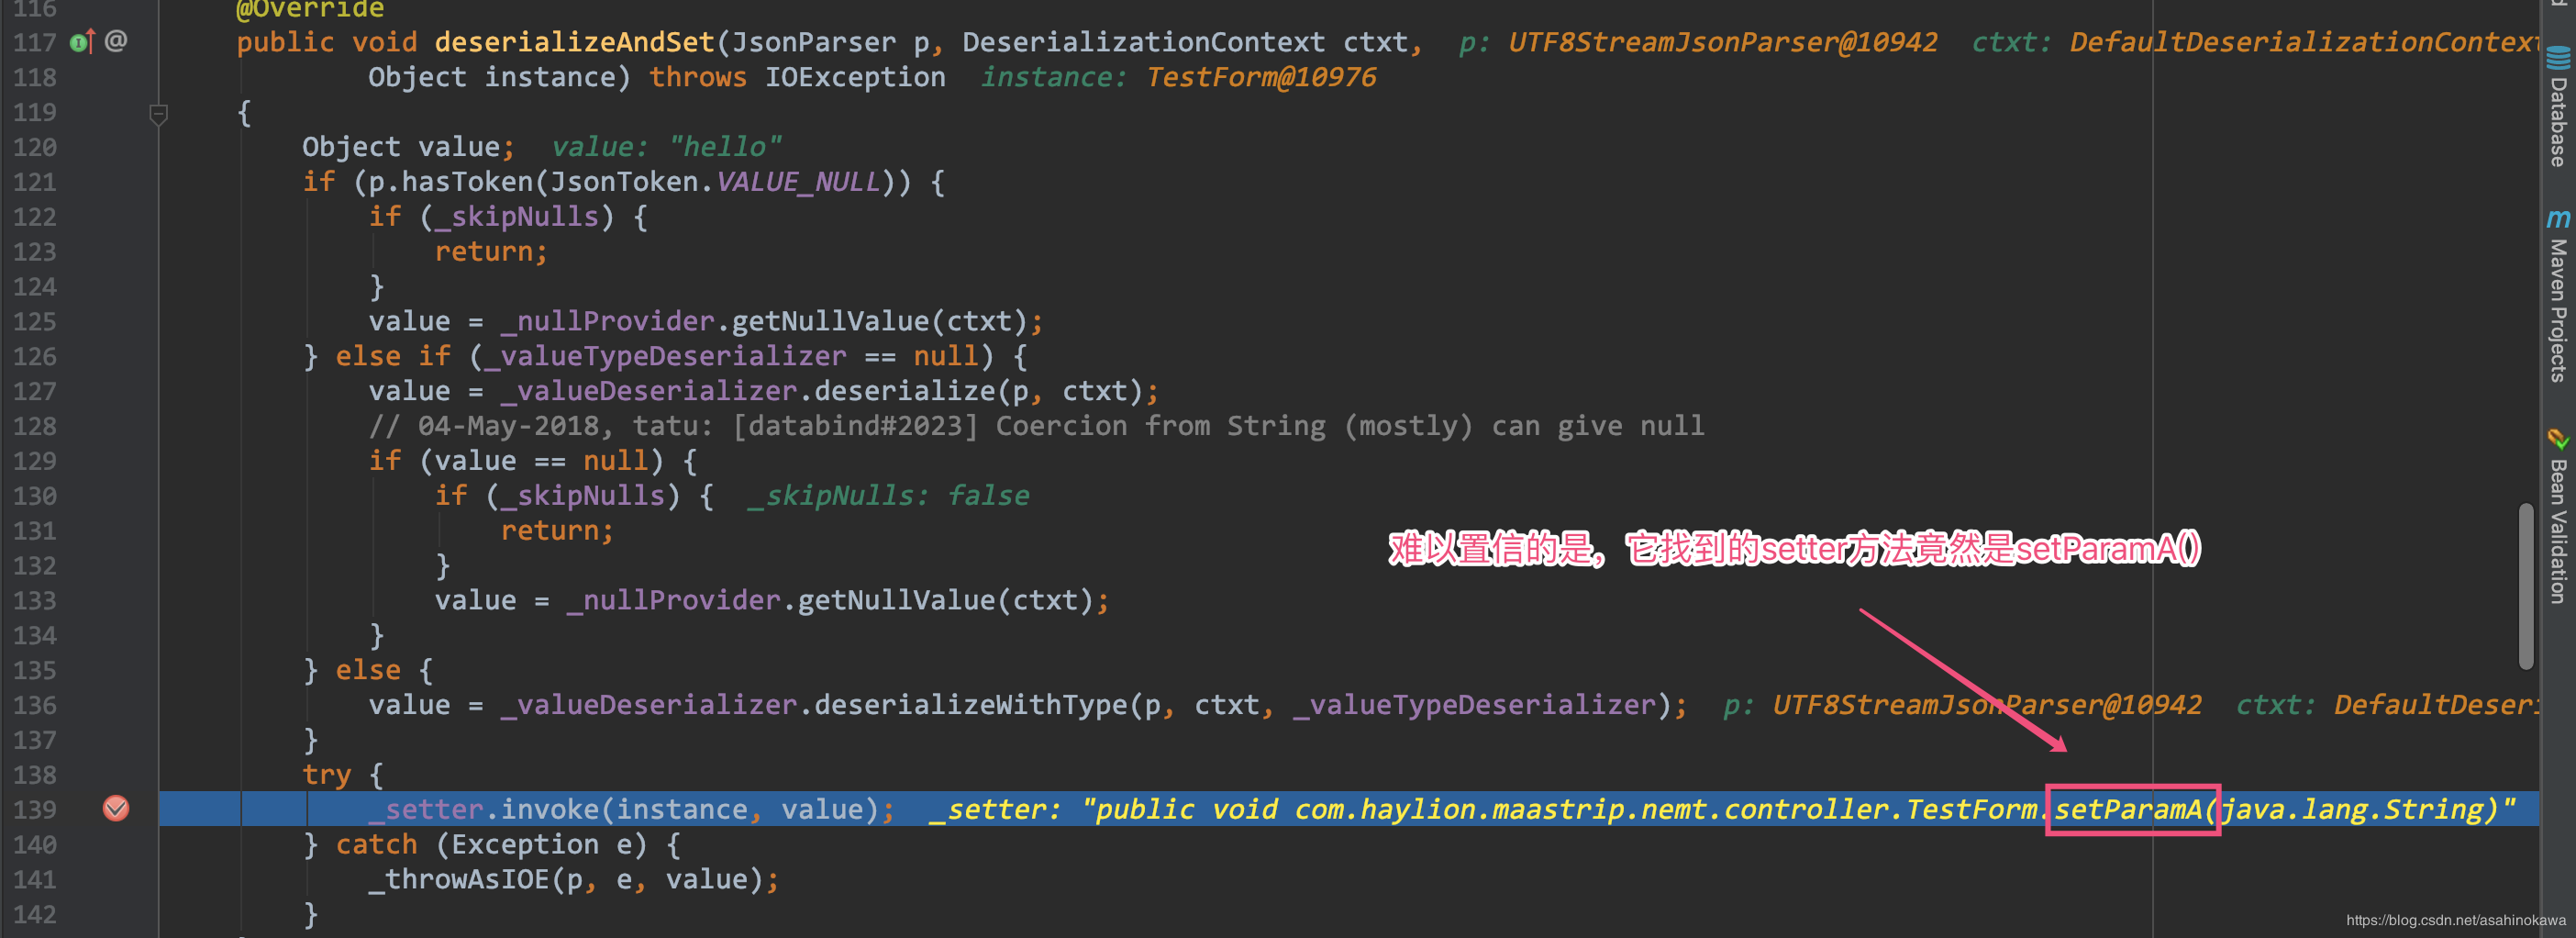 116 @Override
117 public void deserializeAndSet(JsonParser p, DeserializationContext ctxt, p: UTF8StreamJsonParser@10942 ctxt: DefaultDeserializationContext
118 Object instance) throws IOException instance: TestForm@10976
119 {
120 Object value; value: "hello"
121 if (p.hasToken(JsonToken.VALUE_NULL)) {
122 if (_skipNulls) {
123 return;
124 }
125 value = _nullProvider.getNullValue(ctxt);
126 } else if (_valueTypeDeserializer == null) {
127 value = _valueDeserializer.deserialize(p, ctxt);
128 // 04-May-2018, tatu: [databind#2023] Coercion from String (mostly) can give null
129 if (value == null) {
130 if (_skipNulls) { _skipNulls: false
131 return;
难以置信的是，它找到的setter方法竟然是setParamA()
132 }
133 value = _nullProvider.getNullValue(ctxt);
134 }
135 } else {
136 value = _valueDeserializer.deserializeWithType(p, ctxt, _valueTypeDeserializer); p: UTF8StreamJsonParser@10942 ctxt: DefaultDeseri
137 }
138 try {
139 _setter.invoke(instance, value); _setter: "public void com.haylion.maastrip.nemt.controller.TestForm.setParamA(java.lang.String)"
140 } catch (Exception e) {
141 _throwAsIOE(p, e, value);
142 }
Database
m Maven Projects
Bean Validation
https://blog.csdn.net/asahinokawa